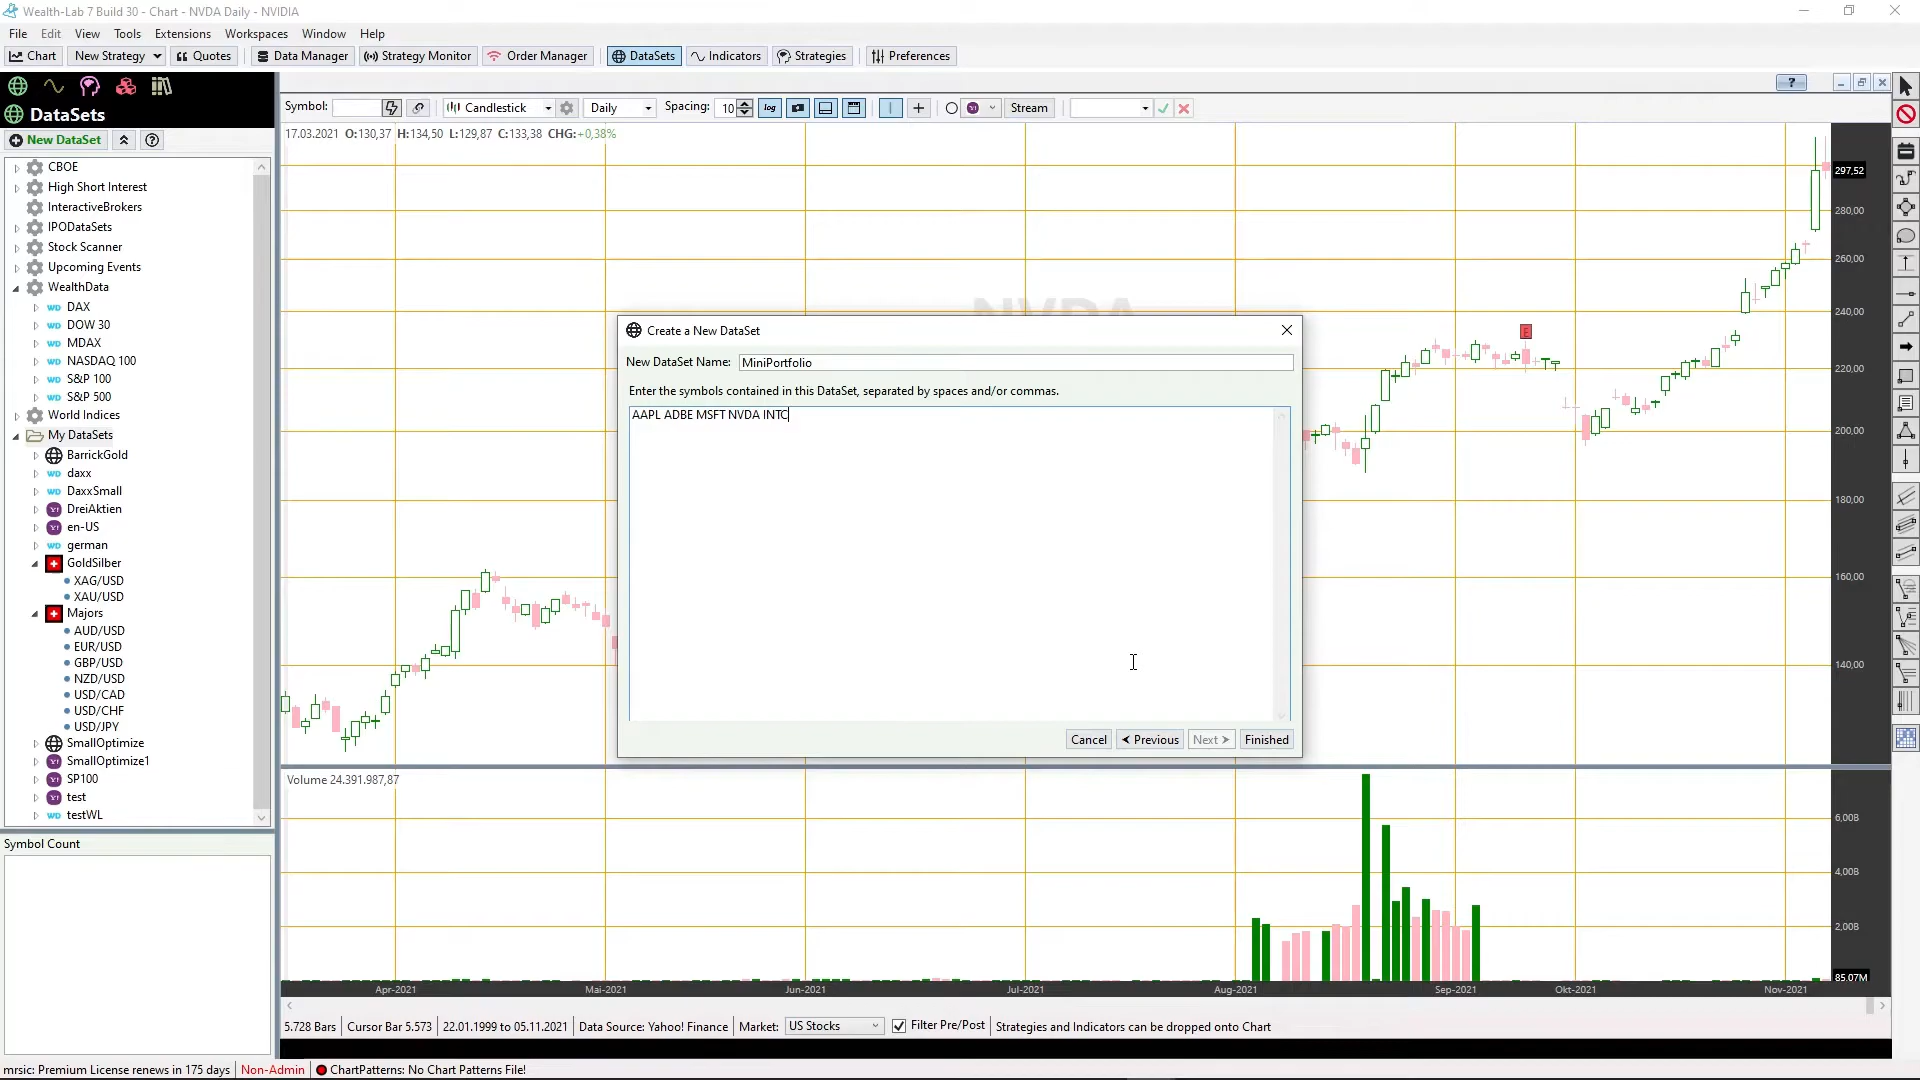 Wealth-Lab 7 Build 30 - Chart - NVDA Daily - NVIDIA
File Edit View Tools Extensions Workspaces Window Help
Chart New Strategy Quotes Data Manager Strategy Monitor Order Manager DataSets Indicators Strategies Preferences
DataSets
New DataSet
Symbol: Candlestick Daily Spacing: 10 log Stream
17.03.2021 O:130,37 H:134,50 L:129,87 C:133,38 CHG:+0,38%
CBOE
High Short Interest
InteractiveBrokers
IPODataSets
Stock Scanner
Upcoming Events
WealthData
WD DAX
WD DOW 30
WD MDAX
WD NASDAQ 100
WD S&P 100
WD S&P 500
World Indices
My DataSets
BarrickGold
WD daxx
WD DaxxSmall
Y! DreiAktien
Y! en-US
WD german
GoldSilber
XAG/USD
XAU/USD
Majors
AUD/USD
EUR/USD
GBP/USD
NZD/USD
USD/CAD
USD/CHF
USD/JPY
SmallOptimize
Y! SmallOptimize1
Y! SP100
Y! test
WD testWL
Symbol Count
NVDA
E
297,52
280,00
260,00
240,00
220,00
200,00
180,00
160,00
140,00
Create a New DataSet
New DataSet Name: MiniPortfolio
Enter the symbols contained in this DataSet, separated by spaces and/or commas.
AAPL ADBE MSFT NVDA INTC
Cancel Previous Next Finished
Volume 24.391.987,87
6,00B
4,00B
2,00B
85.07M
Apr-2021 Mai-2021 Jun-2021 Jul-2021 Aug-2021 Sep-2021 Okt-2021 Nov-2021
5.728 Bars Cursor Bar 5.573 22.01.1999 to 05.11.2021 Data Source: Yahoo! Finance Market: US Stocks Filter Pre/Post Strategies and Indicators can be dropped onto Chart
mrsic: Premium License renews in 175 days Non-Admin ChartPatterns: No Chart Patterns File!